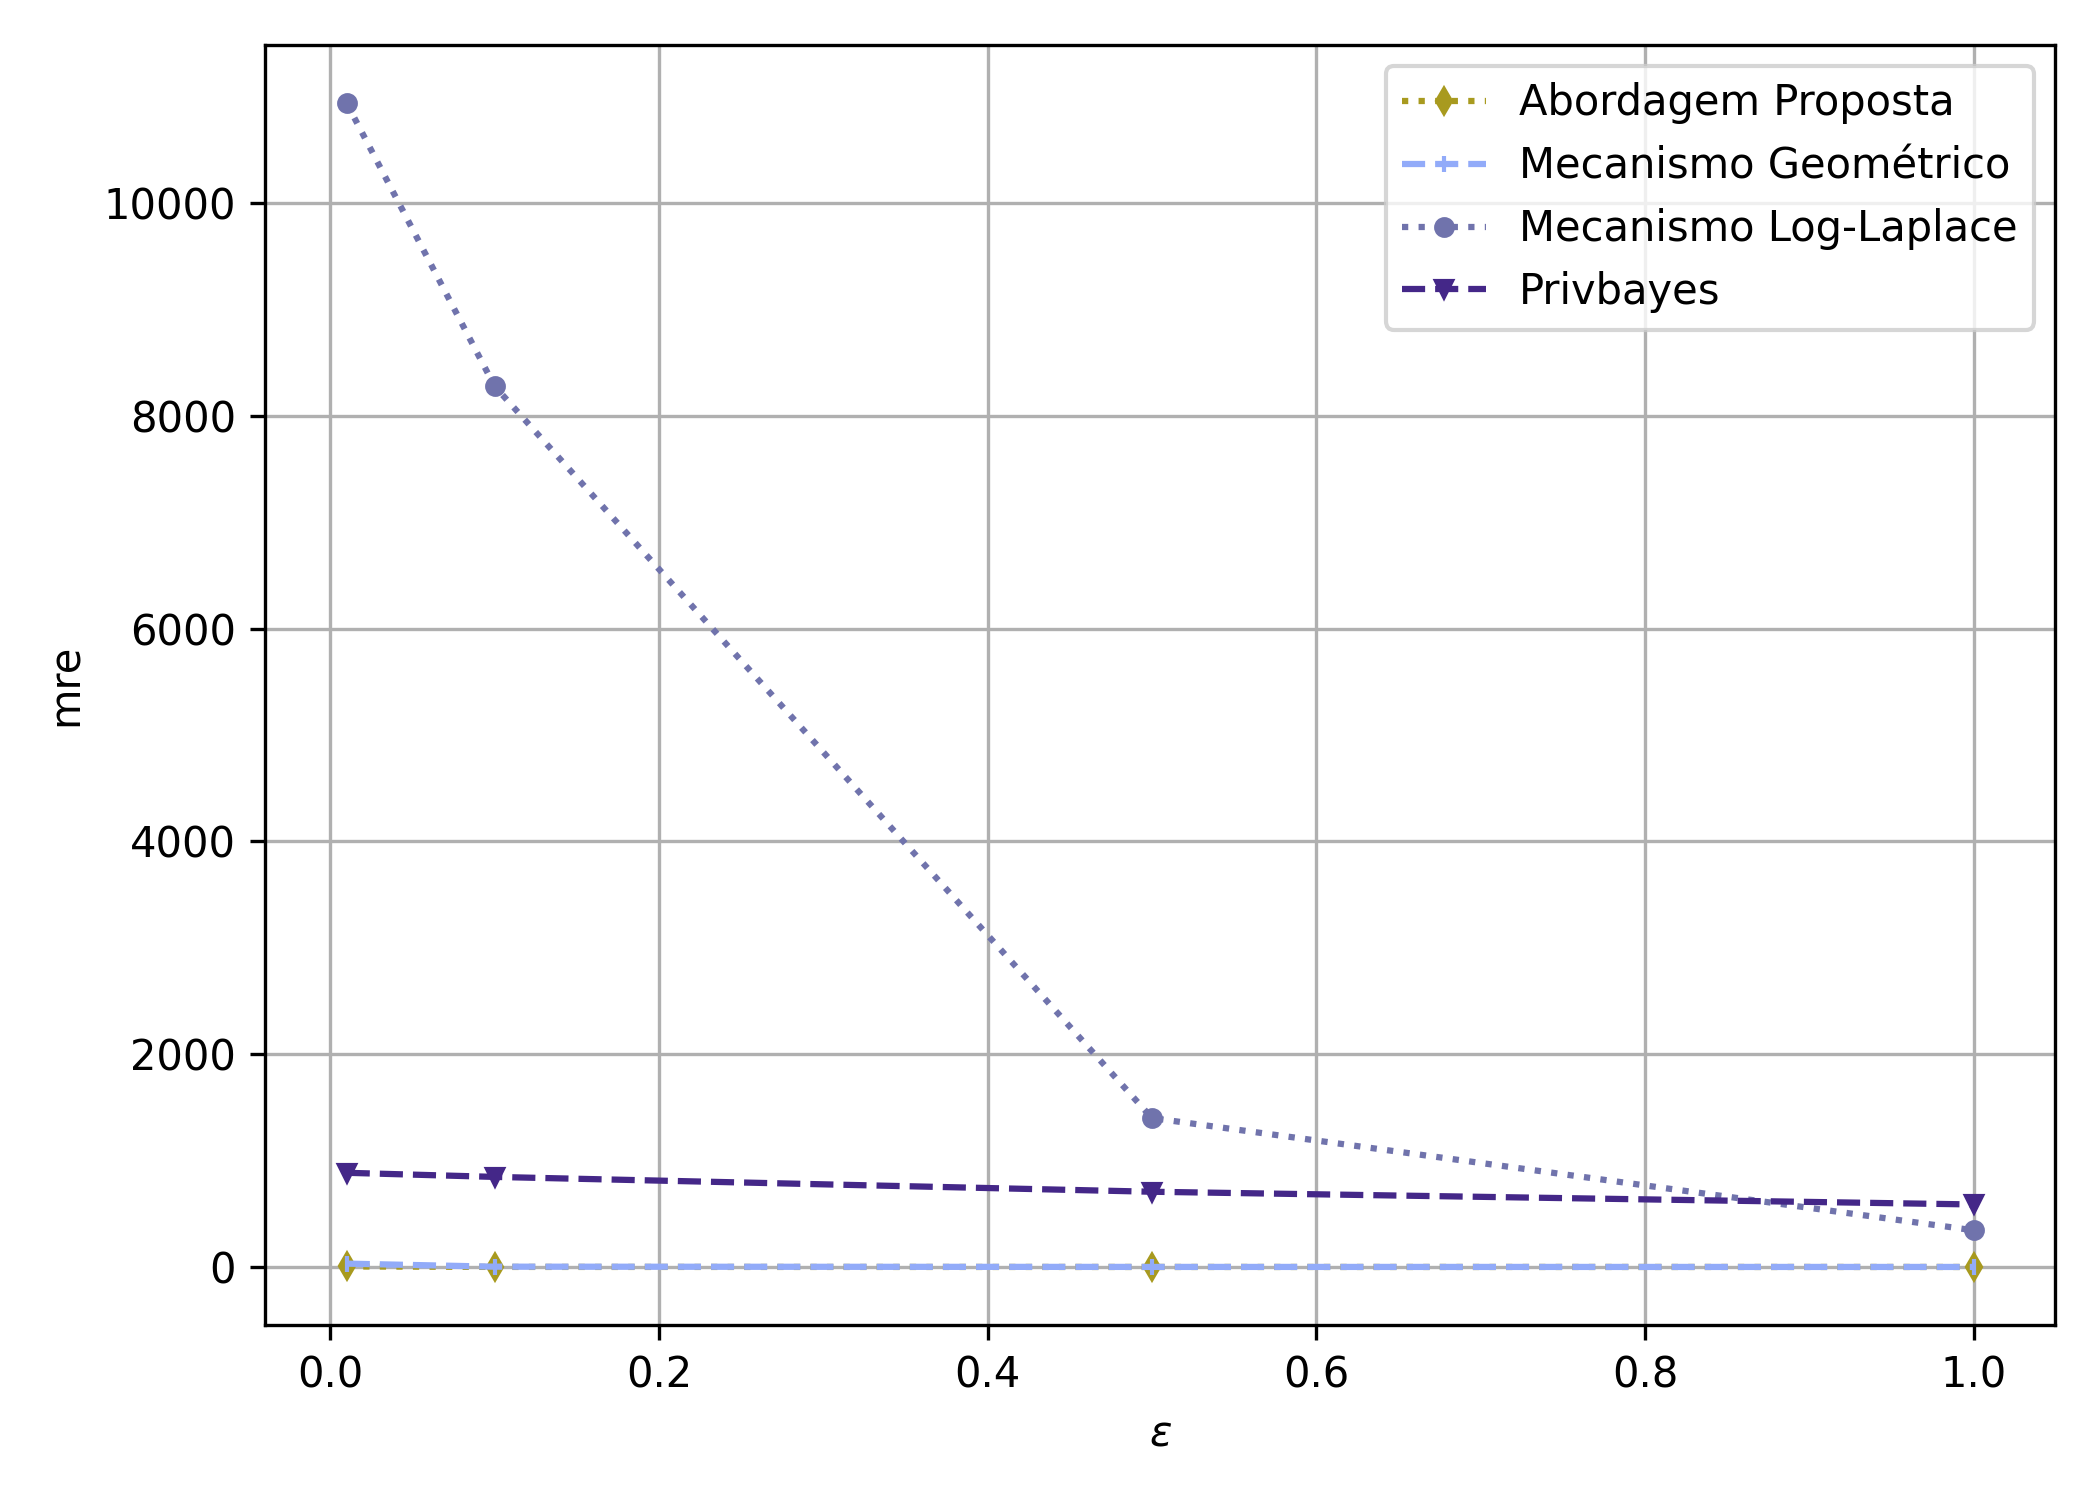 Abordagem Proposta
Mecanismo Geométrico
Mecanismo Log-Laplace
Privbayes
mre
10000
8000
6000
4000
2000
0
0.0 0.2 0.4 0.6 0.8 1.0
ε